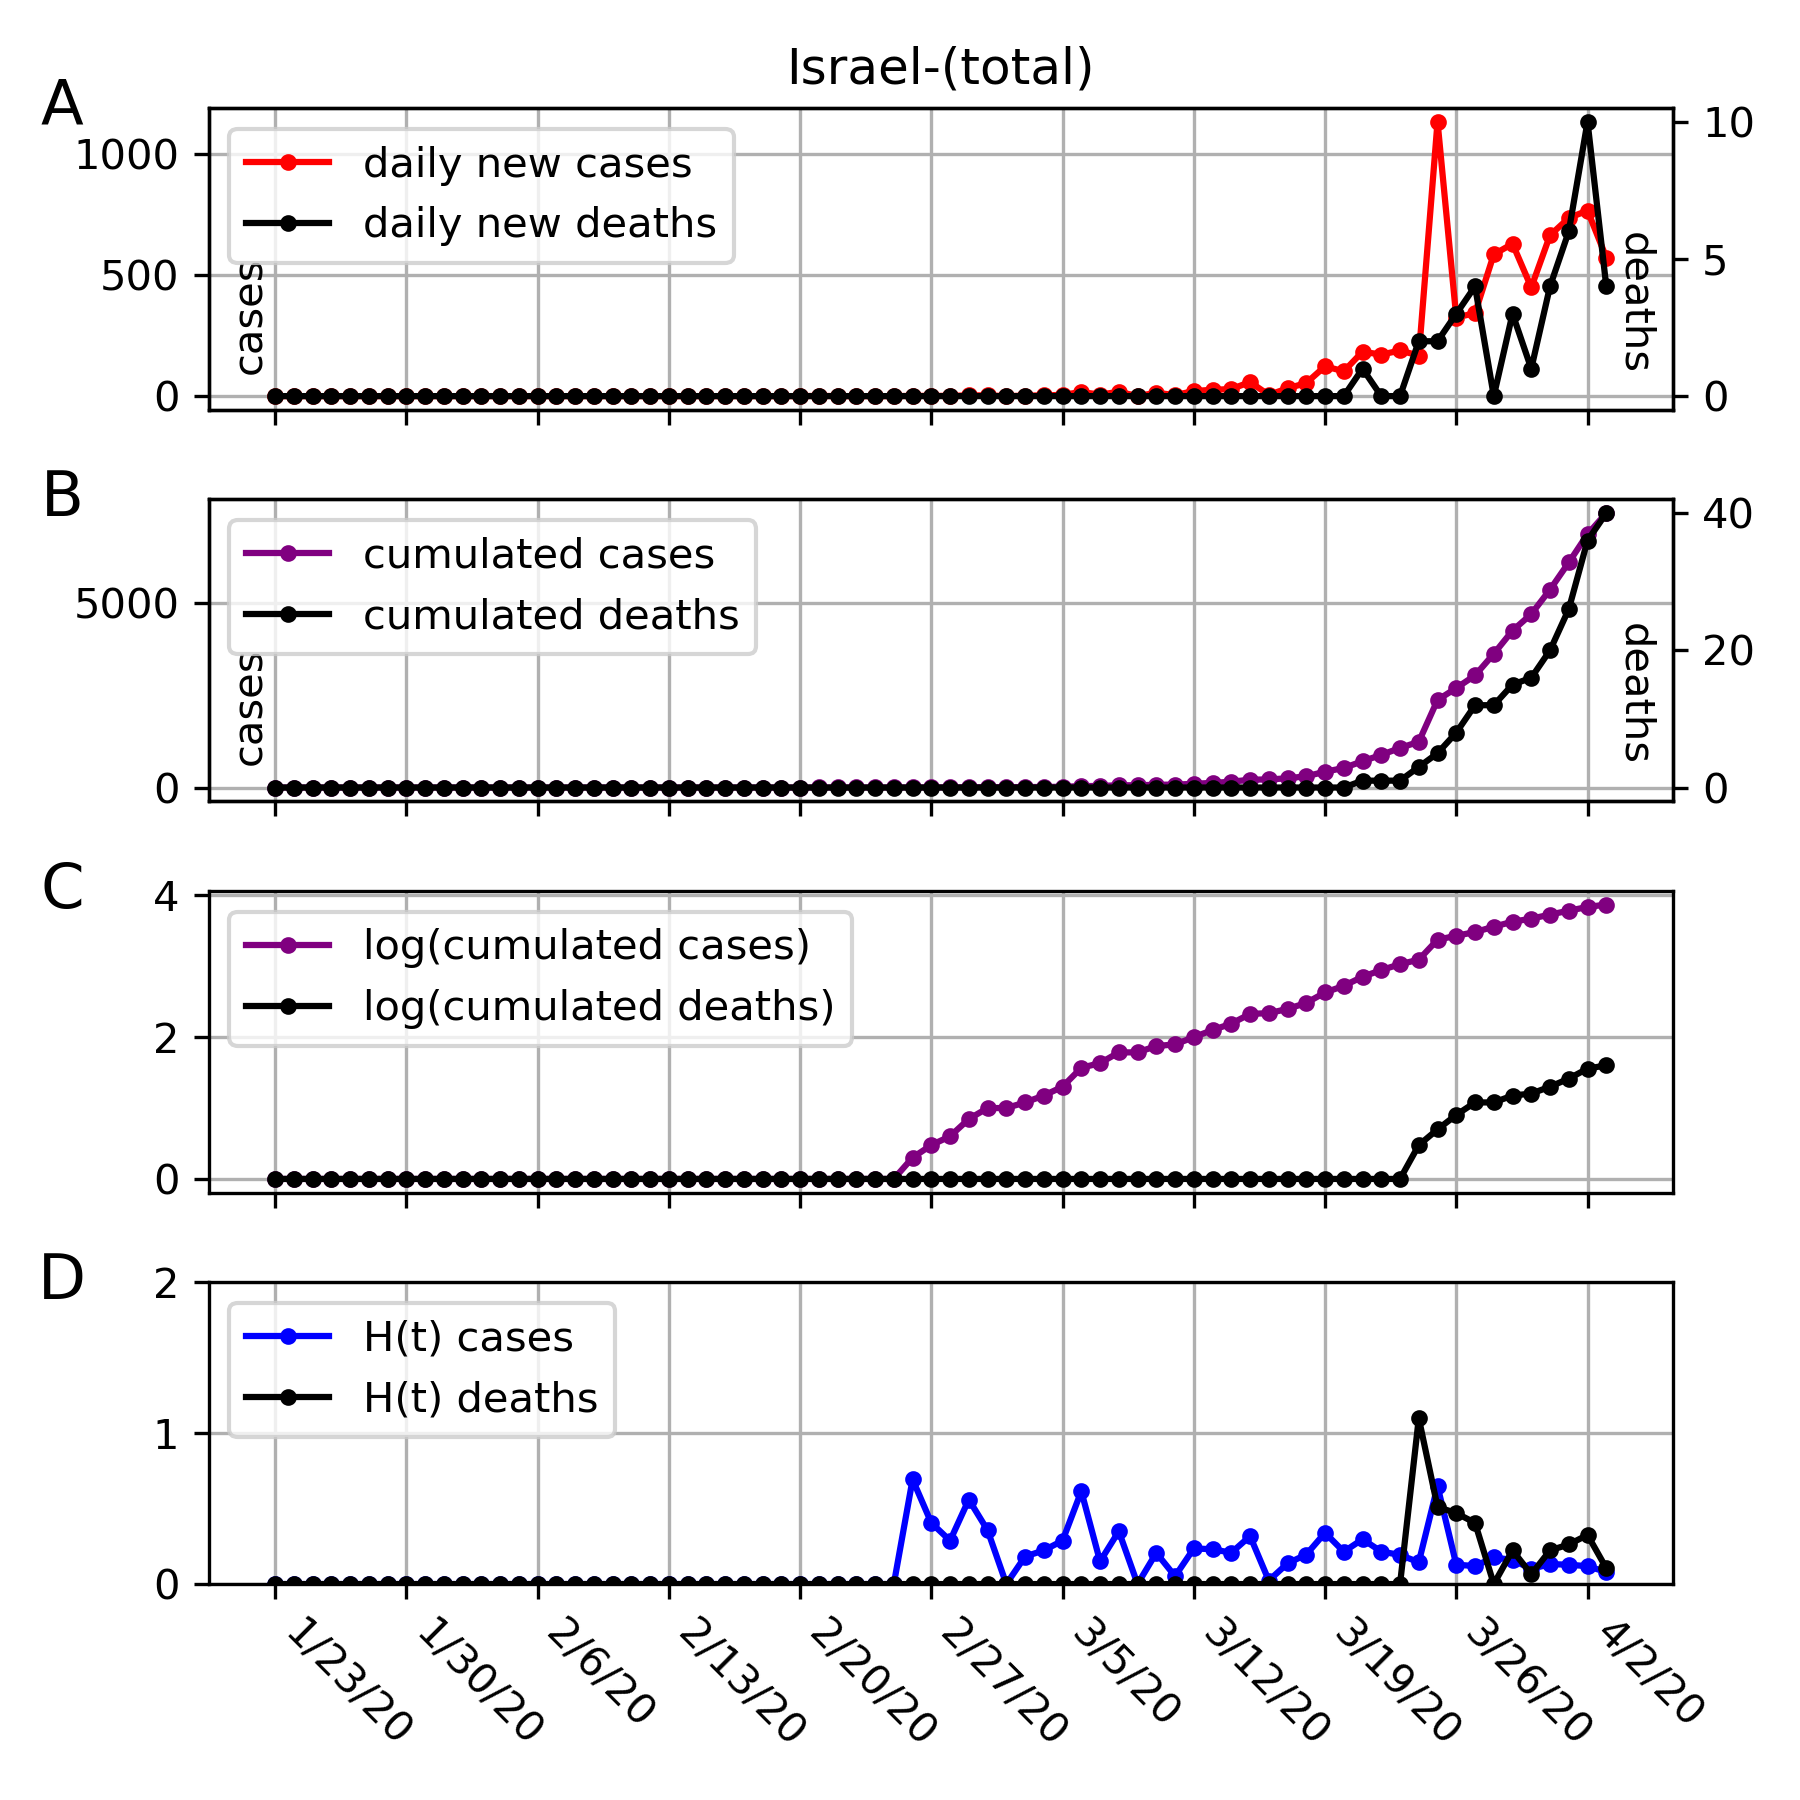 Israel-(total)
A
1000
500
0
cases
daily new cases
daily new deaths
10
5
0
deaths
B
5000
0
cases
cumulated cases
cumulated deaths
40
20
0
deaths
C
4
2
0
log(cumulated cases)
log(cumulated deaths)
D
2
1
0
H(t) cases
H(t) deaths
1/23/20
1/30/20
2/6/20
2/13/20
2/20/20
2/27/20
3/5/20
3/12/20
3/19/20
3/26/20
4/2/20